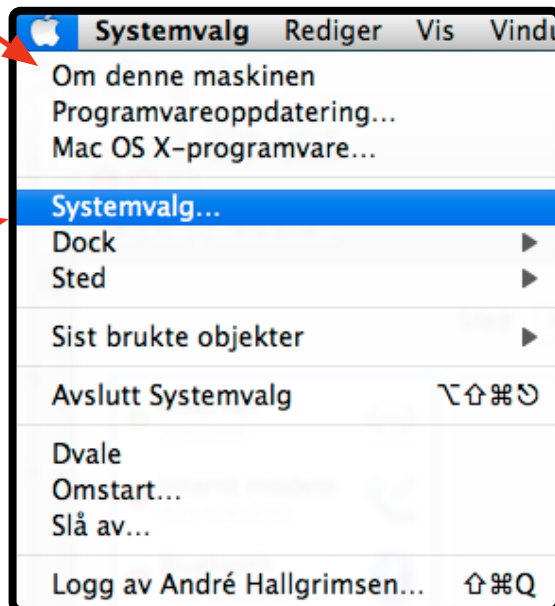 Systemvalg Rediger Vis Vindu
Om denne maskinen
Programvareoppdatering...
Mac OS X-programvare...
Systemvalg...
Dock
Sted
Sist brukte objekter
Avslutt Systemvalg ⌥⇧⌘⎋
Dvale
Omstart...
Slå av...
Logg av André Hallgrimsen... ⇧⌘Q